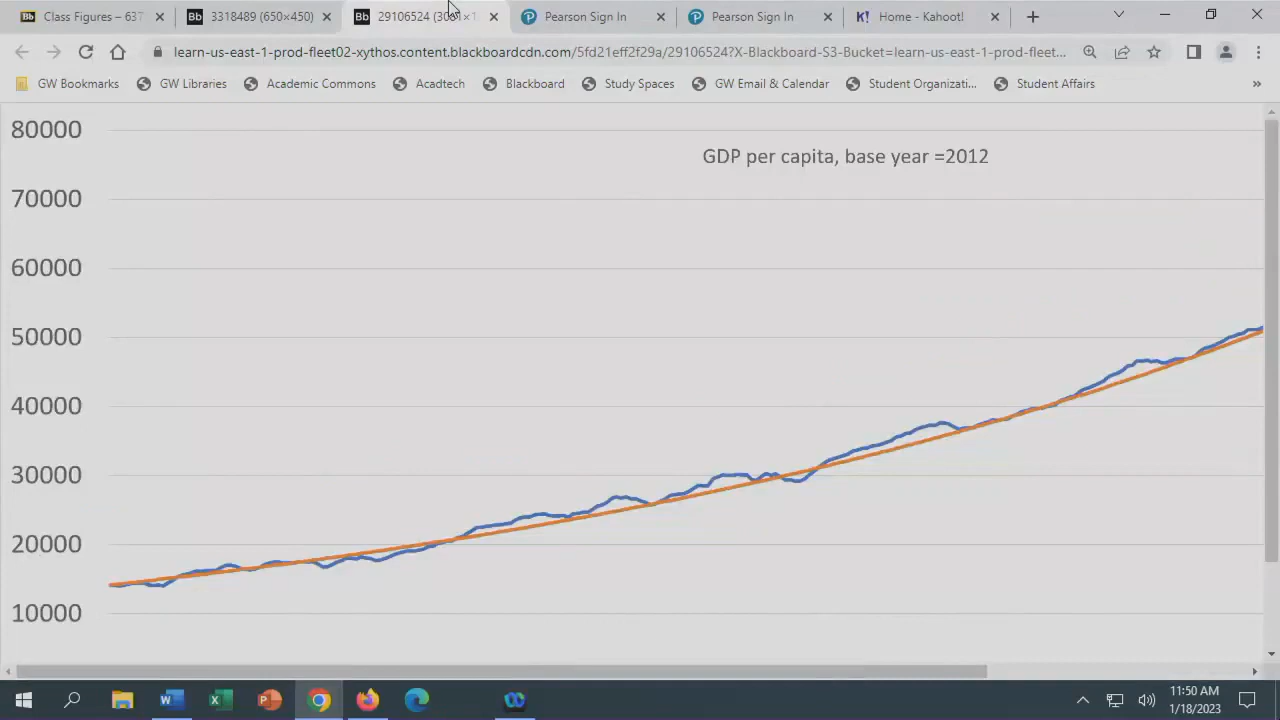 Class Figures – 637
3318489 (650×450)
29106524 (30
Pearson Sign In
Pearson Sign In
Home - Kahoot!
learn-us-east-1-prod-fleet02-xythos.content.blackboardcdn.com/5fd21eff2f29a/29106524?X-Blackboard-S3-Bucket=learn-us-east-1-prod-fleet...
GW Bookmarks
GW Libraries
Academic Commons
Acadtech
Blackboard
Study Spaces
GW Email & Calendar
Student Organizati...
Student Affairs
»
80000
GDP per capita, base year =2012
70000
60000
50000
40000
30000
20000
10000
11:50 AM
1/18/2023